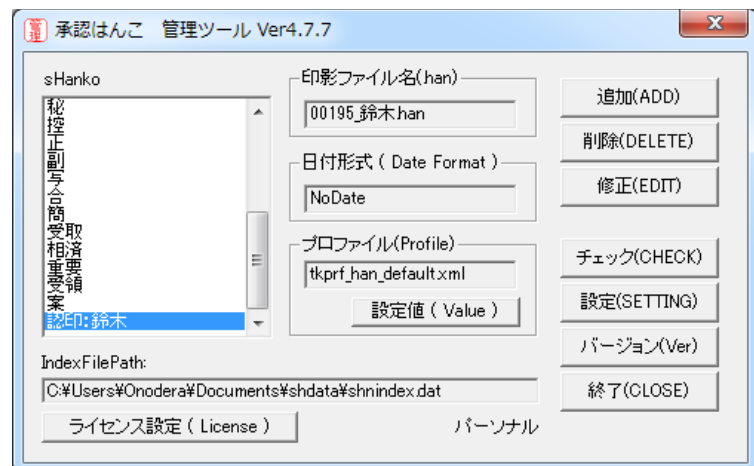 承認はんこ 管理ツール Ver4.7.7
sHanko
秘
控
正
副
写
合
簡
受取
相済
重要
受領
案
認印:鈴木
印影ファイル名(han)
00195_鈴木.han
日付形式 ( Date Format )
NoDate
プロファイル(Profile)
tkprf_han_default.xml
設定値 ( Value )
追加(ADD)
削除(DELETE)
修正(EDIT)
チェック(CHECK)
設定(SETTING)
バージョン(Ver)
終了(CLOSE)
IndexFilePath:
C:¥Users¥Onodera¥Documents¥shdata¥shnindex.dat
ライセンス設定 ( License )
パーソナル